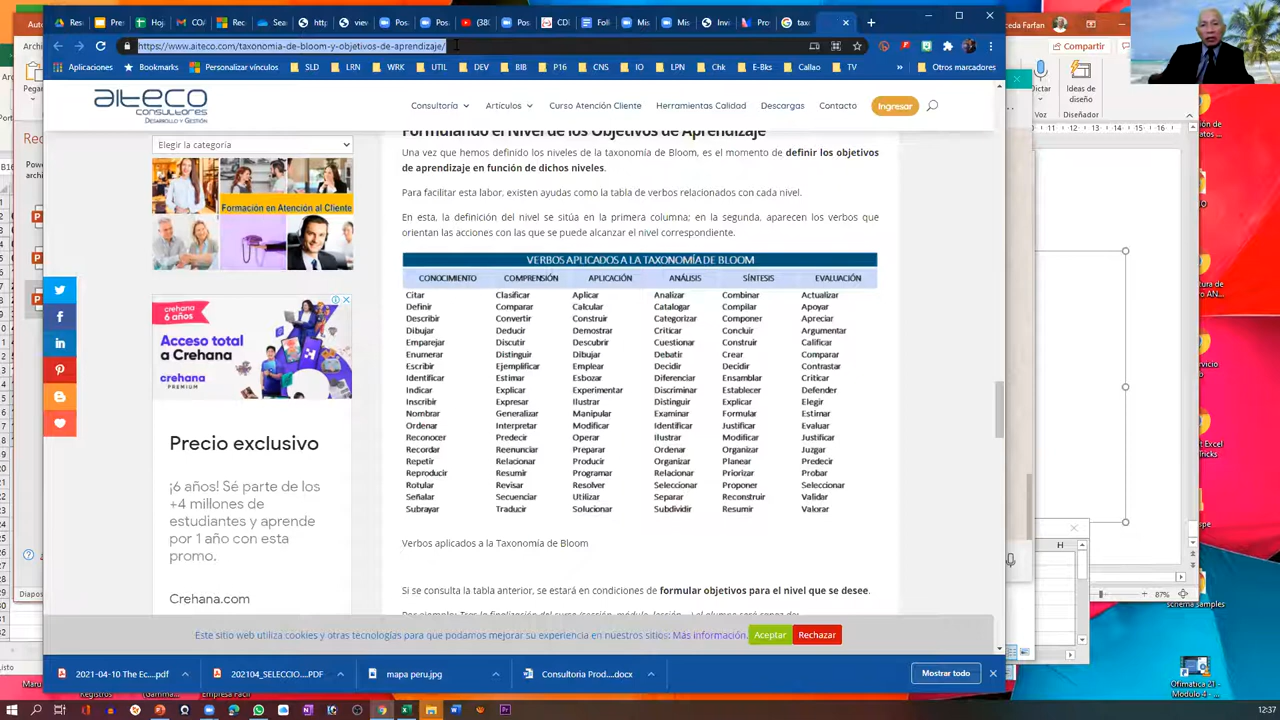 https://www.aiteco.com/taxonomia-de-bloom-y-objetivos-de-aprendizaje/
Aplicaciones
Bookmarks
Personalizar vínculos
SLD
LRN
WRK
UTIL
DEV
BIB
P16
CNS
IO
LPN
Chk
E-Bks
Callao
TV
»
Otros marcadores
aiteco
consultores
DESARROLLO Y GESTIÓN
Consultoría
Artículos
Curso Atención Cliente
Herramientas Calidad
Descargas
Contacto
Ingresar
Elegir la categoría
Formación en Atención al Cliente
crehana
6 años!
Acceso total
a Crehana
crehana
PREMIUM
Precio exclusivo
¡6 años! Sé parte de los
+4 millones de
estudiantes y aprende
por 1 año con esta
promo.
Crehana.com
Formulando el Nivel de los Objetivos de Aprendizaje
Una vez que hemos definido los niveles de la taxonomía de Bloom, es el momento de definir los objetivos
de aprendizaje en función de dichos niveles.
Para facilitar esta labor, existen ayudas como la tabla de verbos relacionados con cada nivel.
En esta, la definición del nivel se sitúa en la primera columna; en la segunda, aparecen los verbos que
orientan las acciones con las que se puede alcanzar el nivel correspondiente.
VERBOS APLICADOS A LA TAXONOMÍA DE BLOOM
CONOCIMIENTO COMPRENSIÓN APLICACIÓN ANÁLISIS SÍNTESIS EVALUACIÓN
Citar Clasificar Aplicar Analizar Combinar Actualizar
Definir Comparar Calcular Catalogar Compilar Apoyar
Describir Convertir Construir Categorizar Componer Apreciar
Dibujar Deducir Demostrar Criticar Concluir Argumentar
Emparejar Discutir Descubrir Cuestionar Construir Calificar
Enumerar Distinguir Dibujar Debatir Crear Comparar
Escribir Ejemplificar Emplear Decidir Decidir Contrastar
Identificar Estimar Esbozar Diferenciar Ensamblar Criticar
Indicar Explicar Experimentar Discriminar Establecer Defender
Inscribir Expresar Ilustrar Distinguir Explicar Elegir
Nombrar Generalizar Manipular Examinar Formular Estimar
Ordenar Interpretar Modificar Identificar Justificar Evaluar
Reconocer Predecir Operar Ilustrar Modificar Justificar
Recordar Reenunciar Preparar Ordenar Organizar Juzgar
Repetir Relacionar Producir Organizar Planear Predecir
Reproducir Resumir Programar Relacionar Priorizar Probar
Rotular Revisar Resolver Seleccionar Proponer Seleccionar
Señalar Secuenciar Utilizar Separar Reconstruir Validar
Subrayar Traducir Solucionar Subdividir Resumir Valorar
Verbos aplicados a la Taxonomía de Bloom
Si se consulta la tabla anterior, se estará en condiciones de formular objetivos para el nivel que se desee.
Este sitio web utiliza cookies y otras tecnologías para que podamos mejorar su experiencia en nuestros sitios: Más información.
Aceptar
Rechazar
2021-04-10 The Ec....pdf
202104_SELECCIO....PDF
mapa peru.jpg
Consultoria Prod....docx
Mostrar todo
Compartir
Dictar
Ideas de
diseño
Voz
Diseñador
H
87%
schema samples
Ofimatica 21 -
Modulo 4 - ...
12:37